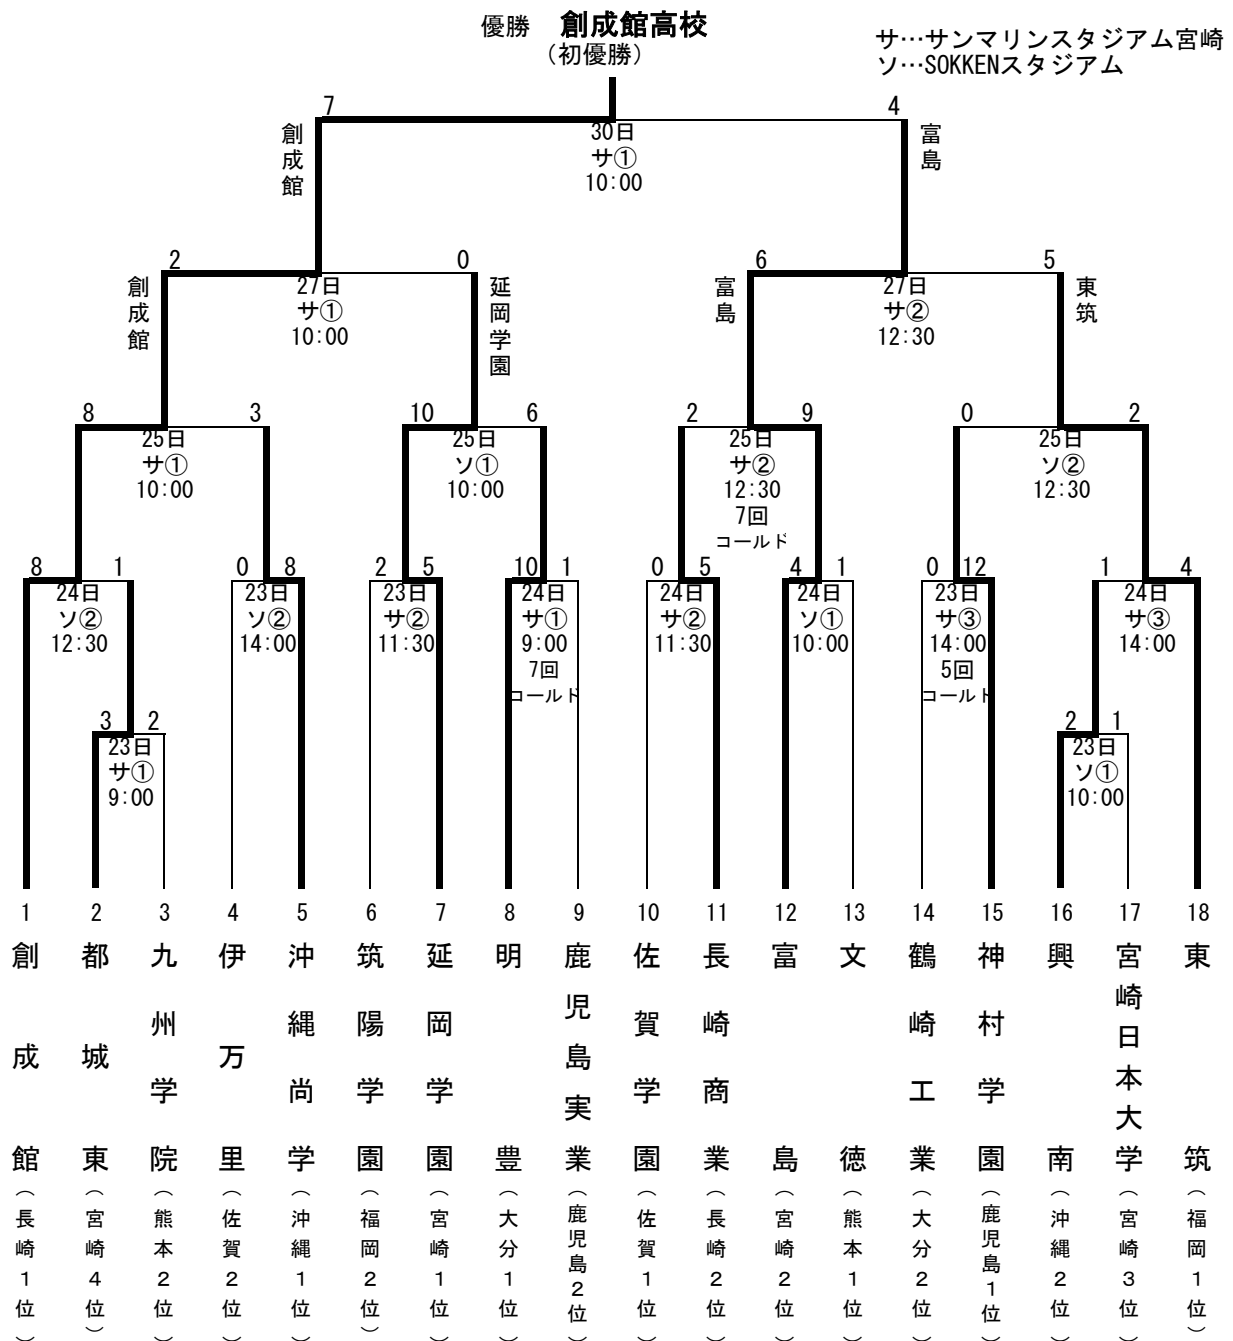 優勝　創成館高校
（初優勝）
サ…サンマリンスタジアム宮崎
ソ…SOKKENスタジアム
7
4
創成館
30日
サ①
10:00
富島
2
0
6
5
創成館
27日
サ①
10:00
延岡学園
富島
27日
サ②
12:30
東筑
8
3
10
6
2
9
0
2
25日
サ①
10:00
25日
ソ①
10:00
25日
サ②
12:30
7回
コールド
25日
ソ②
12:30
8
1
0
8
2
5
10
1
0
5
4
1
0
12
1
4
24日
ソ②
12:30
23日
ソ②
14:00
23日
サ②
11:30
24日
サ①
9:00
7回
コールド
24日
サ②
11:30
24日
ソ①
10:00
23日
サ③
14:00
5回
コールド
24日
サ③
14:00
3
2
23日
サ①
9:00
2
1
23日
ソ①
10:00
1
2
3
4
5
6
7
8
9
10
11
12
13
14
15
16
17
18
創成館（長崎1位）
都城東（宮崎4位）
九州学院（熊本2位）
伊万里（佐賀2位）
沖縄尚学（沖縄1位）
筑陽学園（福岡2位）
延岡学園（宮崎1位）
明豊（大分1位）
鹿児島実業（鹿児島2位）
佐賀学園（佐賀1位）
長崎商業（長崎2位）
富島（宮崎2位）
文徳（熊本1位）
鶴崎工業（大分2位）
神村学園（鹿児島1位）
興南（沖縄2位）
宮崎日本大学（宮崎3位）
東筑（福岡1位）